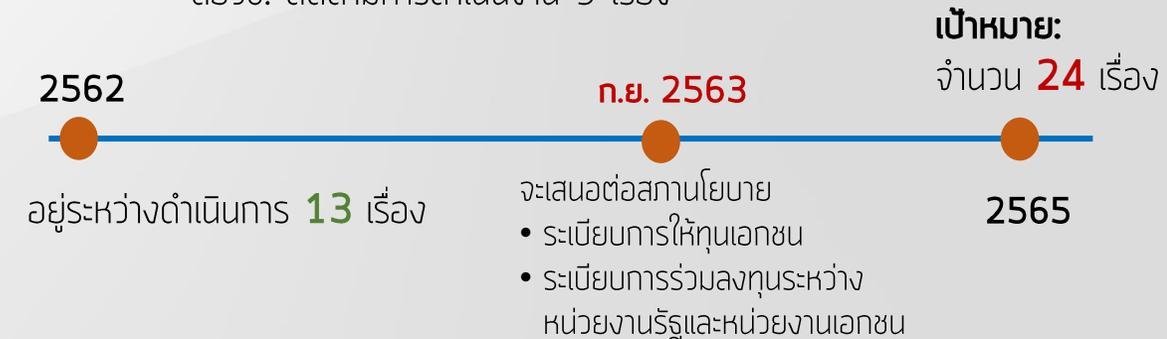 เป้าหมาย:
จำนวน 24 เรื่อง
2562
ก.ย. 2563
อยู่ระหว่างดำเนินการ 13 เรื่อง
จะเสนอต่อสภานโยบาย
• ระเบียบการให้ทุนเอกชน
• ระเบียบการร่วมลงทุนระหว่าง
หน่วยงานรัฐและหน่วยงานเอกชน
2565